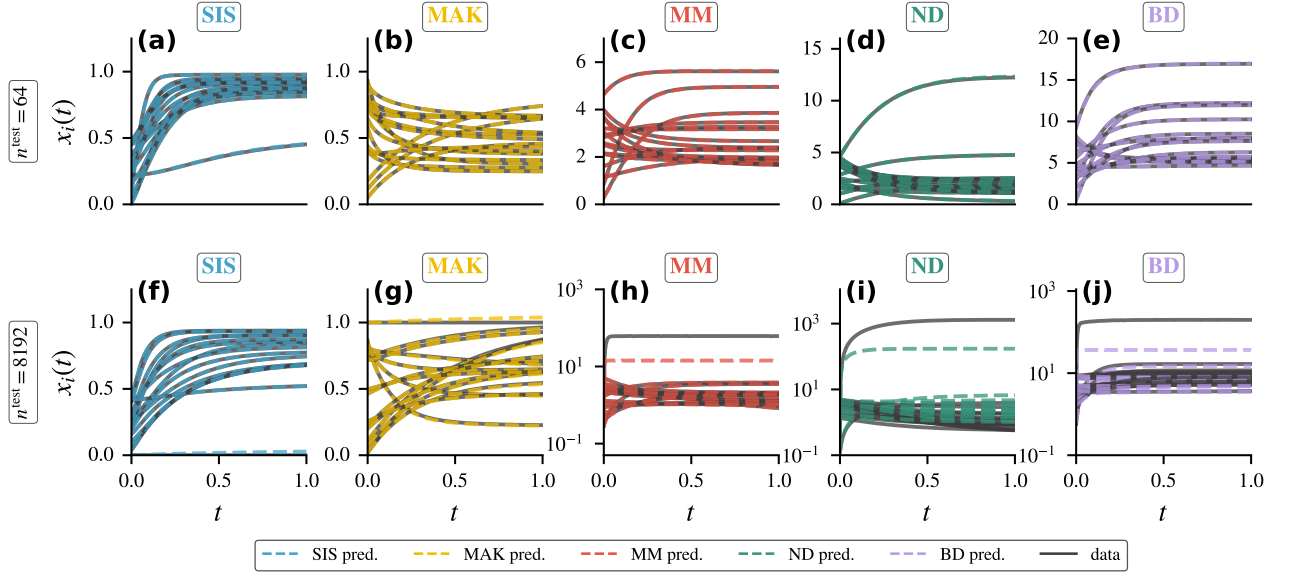 SIS MAK MM ND BD
(a) (b) (c) (d) (e)
n^test = 64
x_i(t)
1.0 0.5 0.0
1.0 0.5 0.0
6 4 2 0
15 10 5 0
20 15 10 5 0
SIS MAK MM ND BD
(f) (g) (h) (i) (j)
n^test = 8192
x_i(t)
1.0 0.5 0.0
1.0 0.5 0.0
10^3 10^1 10^−1
10^3 10^1 10^−1
10^3 10^1 10^−1
0.0 0.5 1.0 0.0 0.5 1.0 0.0 0.5 1.0 0.0 0.5 1.0 0.0 0.5 1.0
t t t t t
SIS pred. MAK pred. MM pred. ND pred. BD pred. data